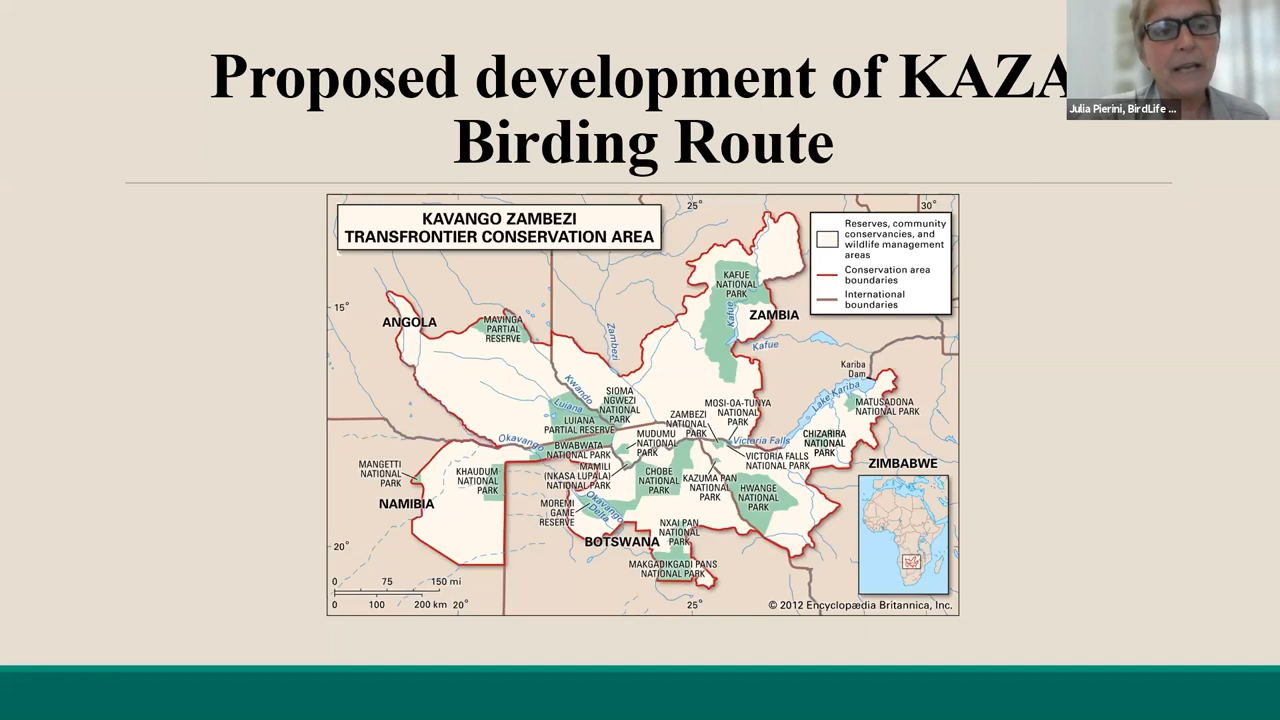 Proposed development of KAZA
Birding Route
Julia Pierini, BirdLife ...
KAVANGO ZAMBEZI
TRANSFRONTIER CONSERVATION AREA
25°
30°
Reserves, community
conservancies, and
wildlife management
areas
Conservation area
boundaries
International
boundaries
KAFUE
NATIONAL
PARK
Kafue
ZAMBIA
15°
ANGOLA
MAVINGA
PARTIAL
RESERVE
Zambezi
Kafue
Kariba
Dam
Lake Kariba
Kwando
SIOMA
NGWEZI
NATIONAL
PARK
Luiana
LUIANA
PARTIAL RESERVE
MOSI-OA-TUNYA
NATIONAL
PARK
ZAMBEZI
NATIONAL
PARK
MATUSADONA
NATIONAL PARK
CHIZARIRA
NATIONAL
PARK
Okavango
BWABWATA
NATIONAL PARK
MUDUMU
NATIONAL
PARK
Victoria Falls
VICTORIA FALLS
NATIONAL PARK
ZIMBABWE
MANGETTI
NATIONAL
PARK
KHAUDUM
NATIONAL
PARK
MAMILI
(NKASA LUPALA)
NATIONAL PARK
CHOBE
NATIONAL
PARK
KAZUMA PAN
NATIONAL
PARK
HWANGE
NATIONAL
PARK
NAMIBIA
MOREMI
GAME
RESERVE
Okavango
Delta
NXAI PAN
NATIONAL
PARK
BOTSWANA
20°
MAKGADIKGADI PANS
NATIONAL PARK
0 75 150 mi
0 100 200 km
20°
25°
© 2012 Encyclopædia Britannica, Inc.